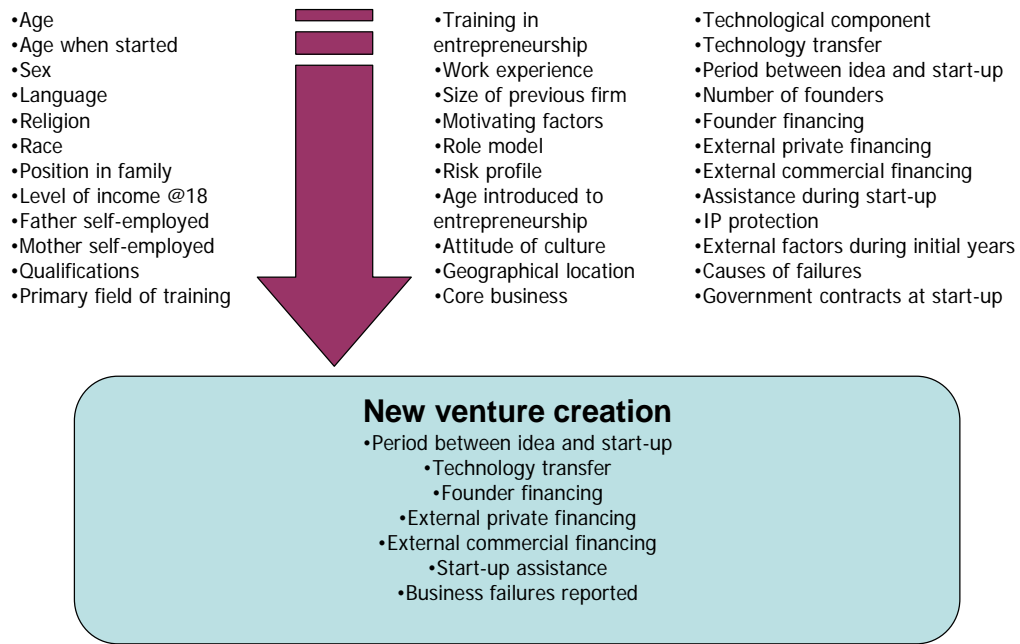 •Age
•Age when started
•Sex
•Language
•Religion
•Race
•Position in family
•Level of income @18
•Father self-employed
•Mother self-employed
•Qualifications
•Primary field of training
•Training in
entrepreneurship
•Work experience
•Size of previous firm
•Motivating factors
•Role model
•Risk profile
•Age introduced to
entrepreneurship
•Attitude of culture
•Geographical location
•Core business
•Technological component
•Technology transfer
•Period between idea and start-up
•Number of founders
•Founder financing
•External private financing
•External commercial financing
•Assistance during start-up
•IP protection
•External factors during initial years
•Causes of failures
•Government contracts at start-up
New venture creation
•Period between idea and start-up
•Technology transfer
•Founder financing
•External private financing
•External commercial financing
•Start-up assistance
•Business failures reported